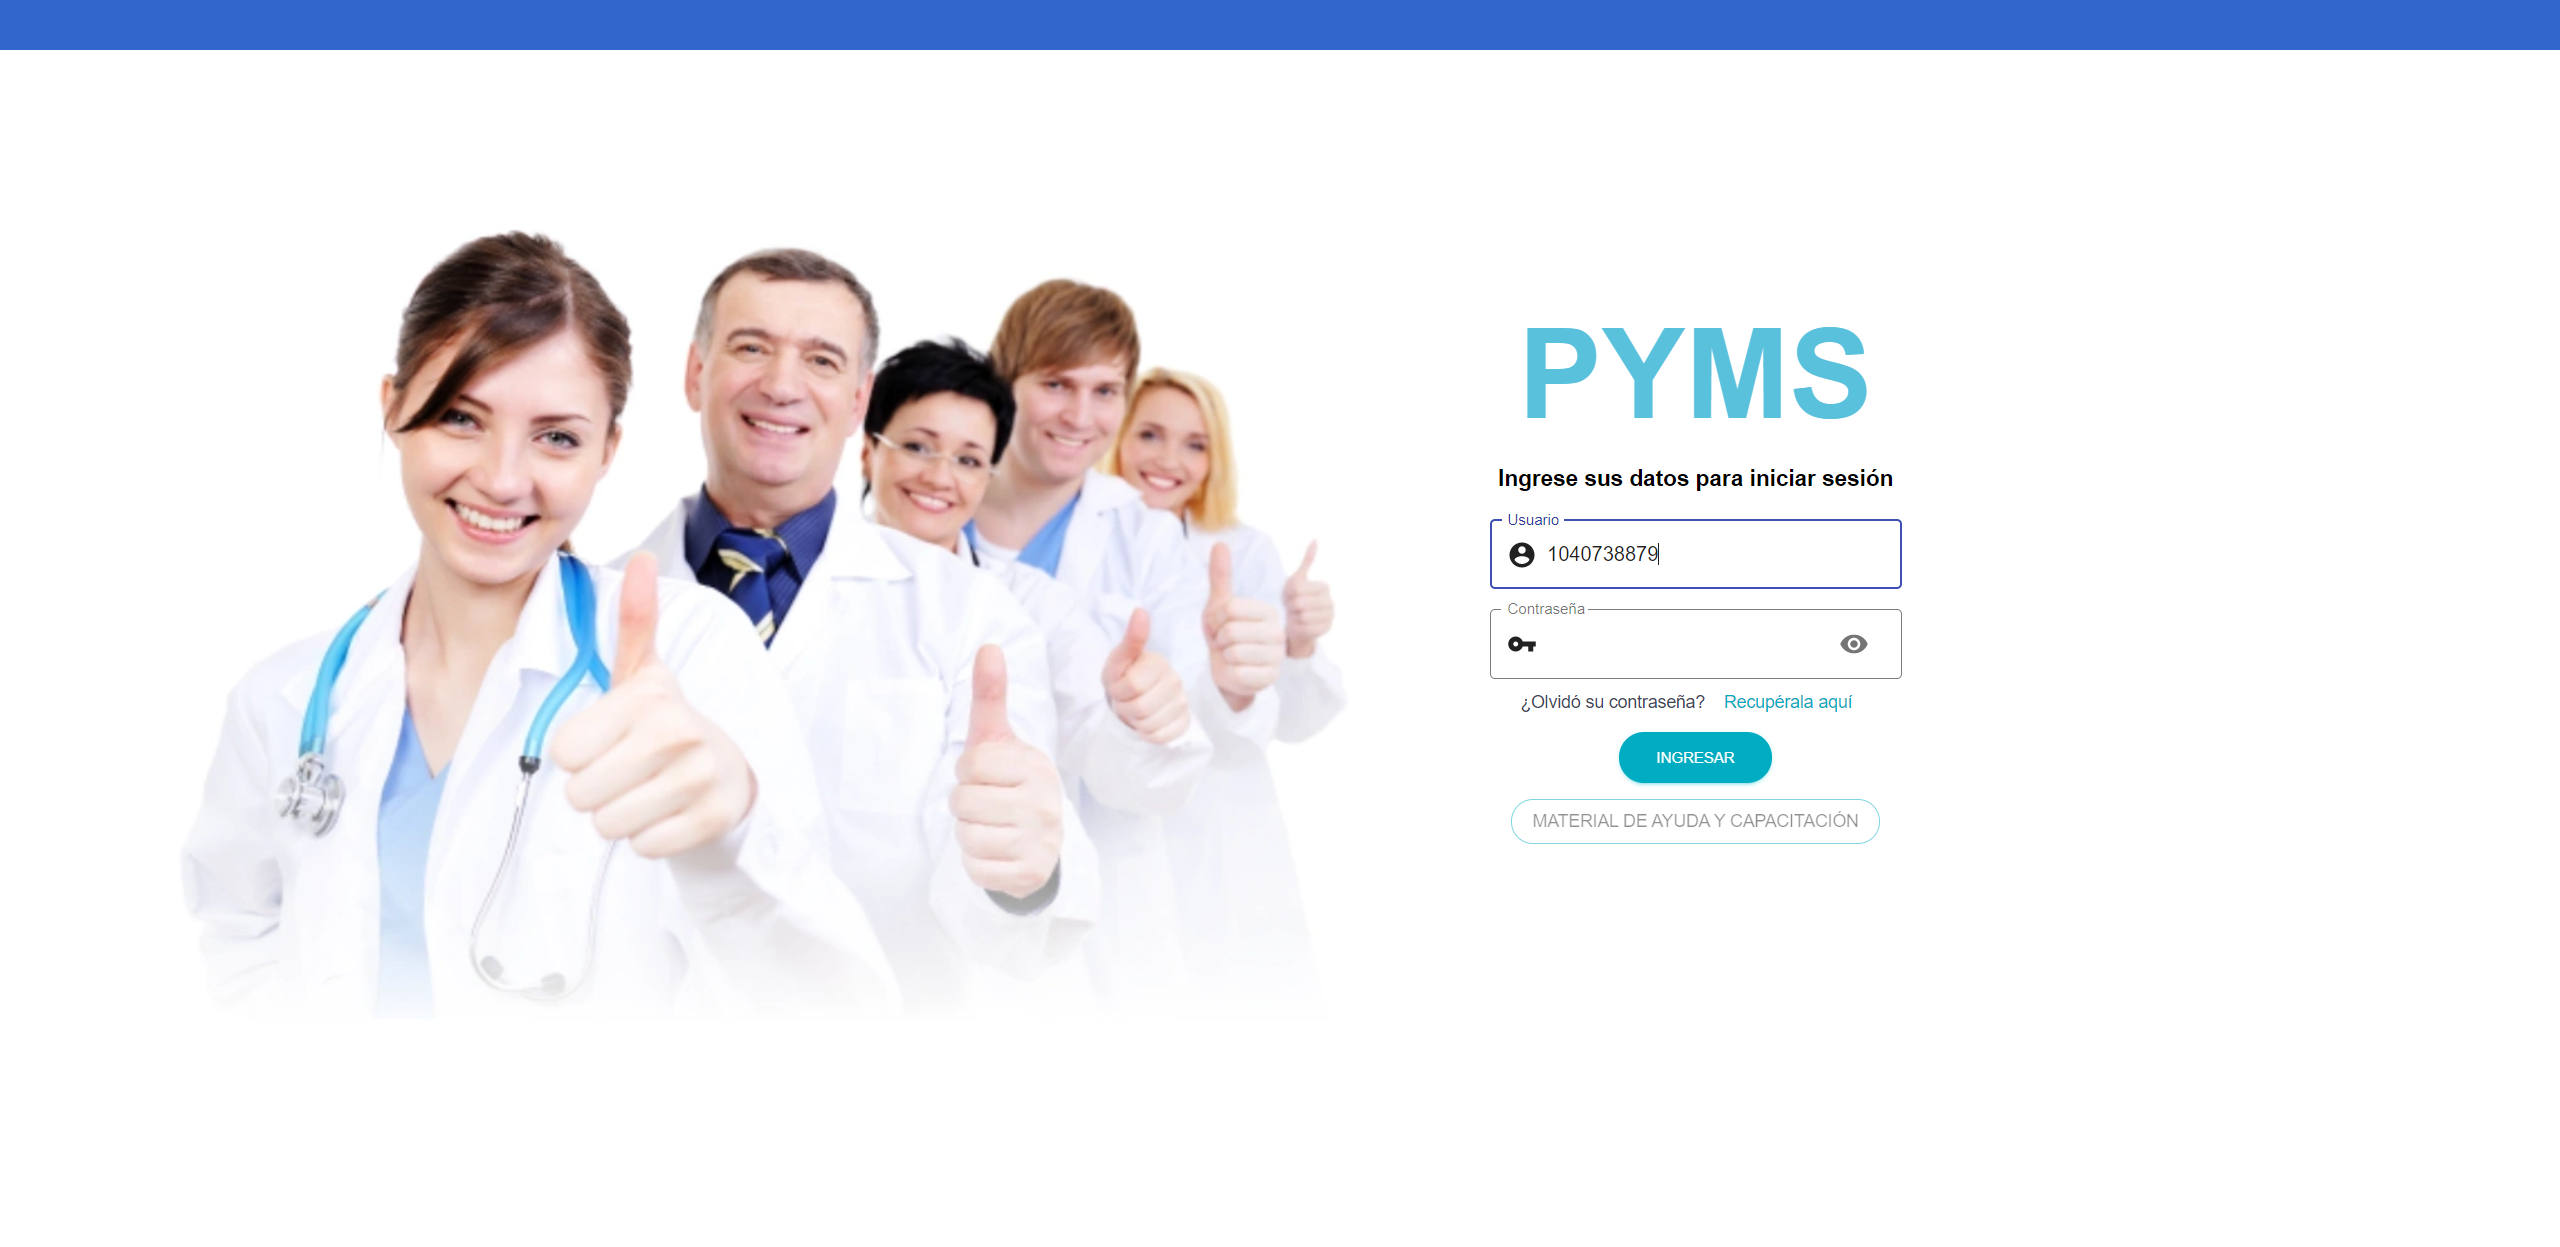 PYMS
Ingrese sus datos para iniciar sesión
Usuario
1040738879
Contraseña
¿Olvidó su contraseña? Recupérala aquí
INGRESAR
MATERIAL DE AYUDA Y CAPACITACIÓN